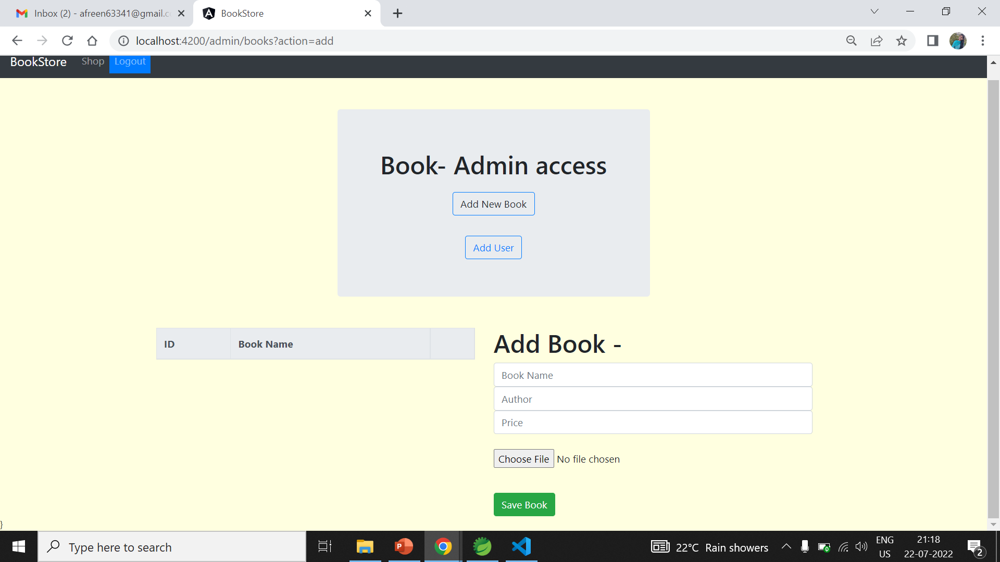 Inbox (2) - afreen63341@gmail.c
BookStore
localhost:4200/admin/books?action=add
BookStore Shop Logout
Book- Admin access
Add New Book
Add User
ID Book Name
Add Book -
Book Name
Author
Price
Choose File No file chosen
Save Book
}
Type here to search
22°C Rain showers
ENG
US
21:18
22-07-2022
2